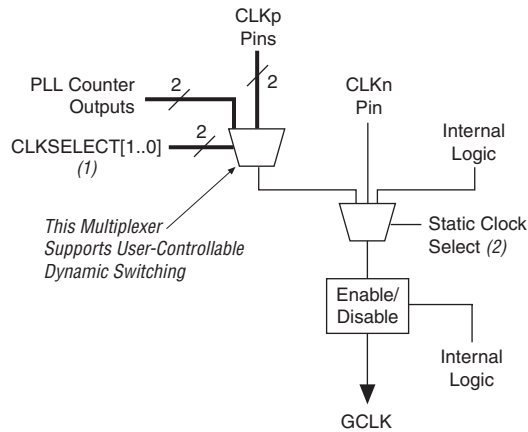 CLKp
Pins
2
PLL Counter
Outputs
2
CLKn
Pin
CLKSELECT[1..0]
(1)
2
Internal
Logic
This Multiplexer
Supports User-Controllable
Dynamic Switching
Static Clock
Select (2)
Enable/
Disable
Internal
Logic
GCLK